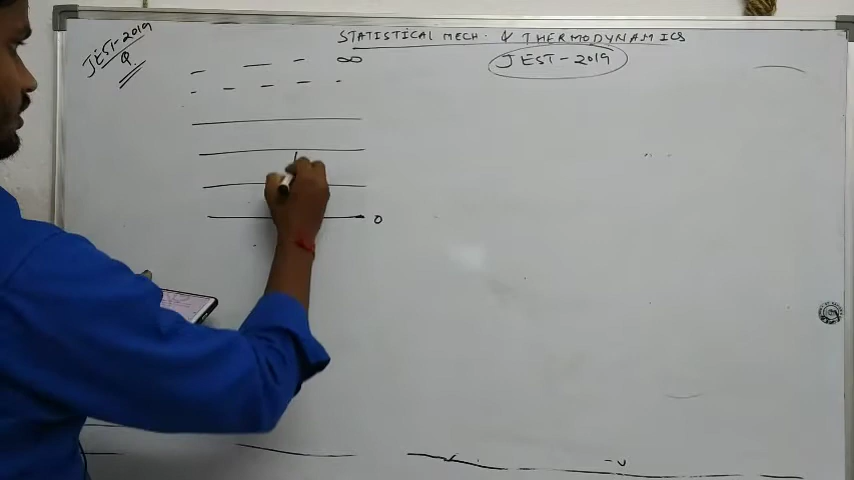 JEST-2019
Q.
STATISTICAL MECH. & THERMODYNAMICS
JEST-2019
∞
0